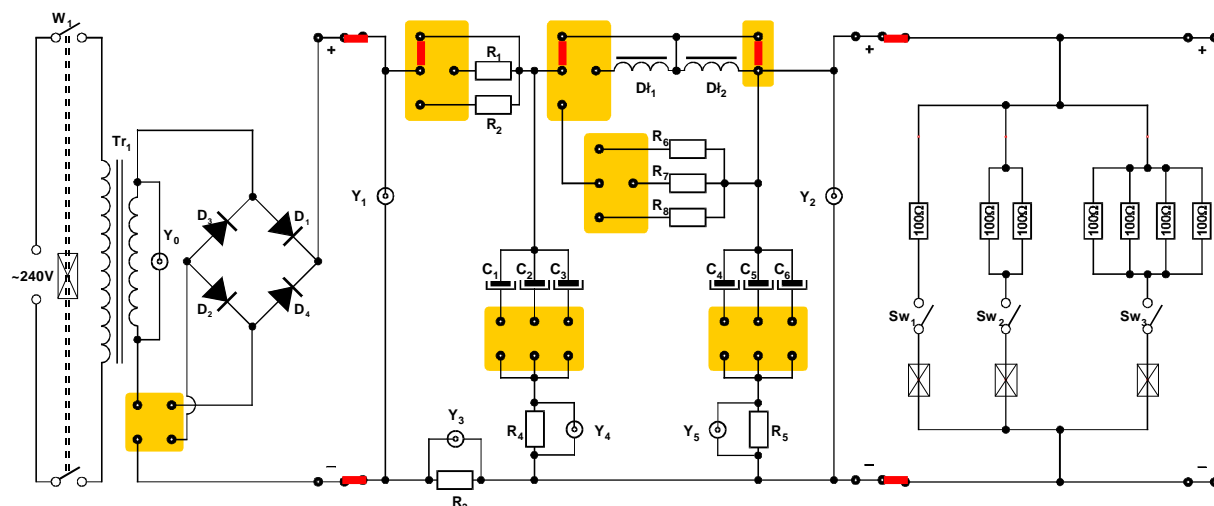 W1
+
+
+
R1
Dł1
Dł2
R2
Tr1
R6
Y1
R7
Y2
D3
D1
Y0
R8
100Ω
100Ω
100Ω
100Ω
100Ω
100Ω
100Ω
~240V
C1
C2
C3
C4
C5
C6
D2
D4
Sw1
Sw2
Sw3
Y3
R4
Y4
Y5
R5
–
–
–